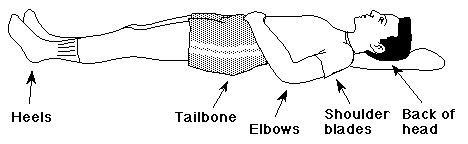 Heels
Tailbone
Elbows
Shoulder
blades
Back of
head